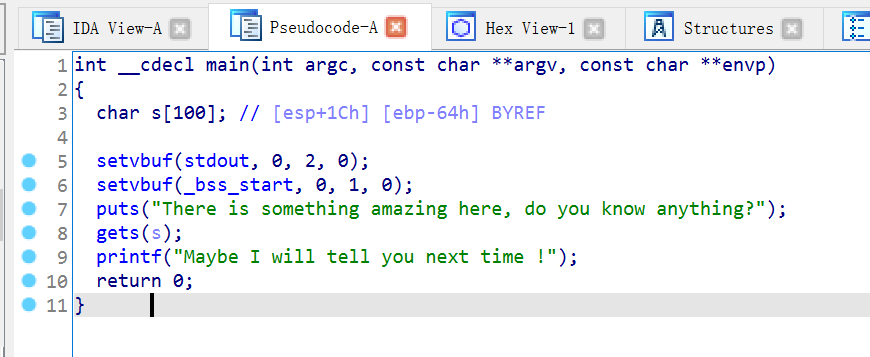 IDA View-A Pseudocode-A Hex View-1 Structures
1 int __cdecl main(int argc, const char **argv, const char **envp)
2 {
3   char s[100]; // [esp+1Ch] [ebp-64h] BYREF
4
5   setvbuf(stdout, 0, 2, 0);
6   setvbuf(_bss_start, 0, 1, 0);
7   puts("There is something amazing here, do you know anything?");
8   gets(s);
9   printf("Maybe I will tell you next time !");
10   return 0;
11 }